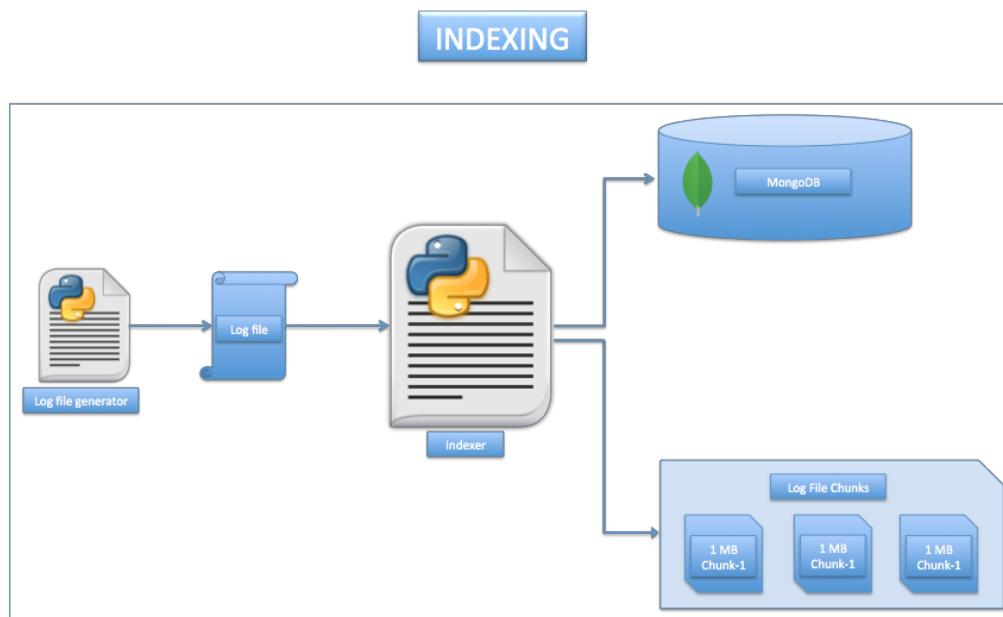 INDEXING
MongoDB
Log file
Log file generator
Indexer
Log File Chunks
1 MB
Chunk-1
1 MB
Chunk-1
1 MB
Chunk-1